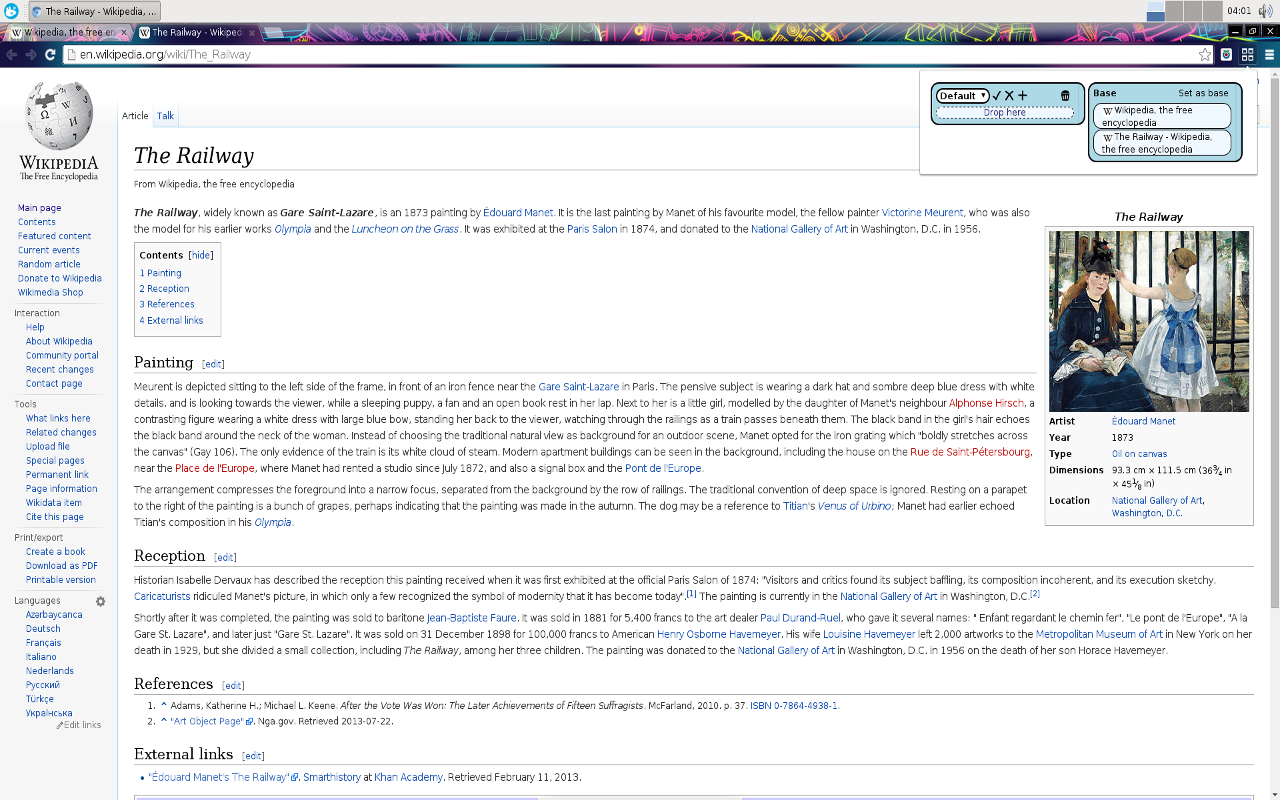 The Railway - Wikipedia, ...
04:01
Wikipedia, the free en
The Railway - Wikiped
en.wikipedia.org/wiki/The_Railway
Default
Drop here
Base
Set as base
Wikipedia, the free
encyclopedia
The Railway - Wikipedia,
the free encyclopedia
WIKIPEDIA
The Free Encyclopedia
Main page
Contents
Featured content
Current events
Random article
Donate to Wikipedia
Wikimedia Shop
Interaction
Help
About Wikipedia
Community portal
Recent changes
Contact page
Tools
What links here
Related changes
Upload file
Special pages
Permanent link
Page information
Wikidata item
Cite this page
Print/export
Create a book
Download as PDF
Printable version
Languages
Azərbaycanca
Deutsch
Français
Italiano
Nederlands
Русский
Türkçe
Українська
Edit links
Article Talk
The Railway
From Wikipedia, the free encyclopedia
The Railway, widely known as Gare Saint-Lazare, is an 1873 painting by Édouard Manet. It is the last painting by Manet of his favourite model, the fellow painter Victorine Meurent, who was also
the model for his earlier works Olympia and the Luncheon on the Grass. It was exhibited at the Paris Salon in 1874, and donated to the National Gallery of Art in Washington, D.C. in 1956.
Contents [hide]
1 Painting
2 Reception
3 References
4 External links
Painting [edit]
Meurent is depicted sitting to the left side of the frame, in front of an iron fence near the Gare Saint-Lazare in Paris. The pensive subject is wearing a dark hat and sombre deep blue dress with white
details, and is looking towards the viewer, while a sleeping puppy, a fan and an open book rest in her lap. Next to her is a little girl, modelled by the daughter of Manet's neighbour Alphonse Hirsch, a
contrasting figure wearing a white dress with large blue bow, standing her back to the viewer, watching through the railings as a train passes beneath them. The black band in the girl's hair echoes
the black band around the neck of the woman. Instead of choosing the traditional natural view as background for an outdoor scene, Manet opted for the iron grating which "boldly stretches across
the canvas" (Gay 106). The only evidence of the train is its white cloud of steam. Modern apartment buildings can be seen in the background, including the house on the Rue de Saint-Pétersbourg,
near the Place de l'Europe, where Manet had rented a studio since July 1872, and also a signal box and the Pont de l'Europe.
The arrangement compresses the foreground into a narrow focus, separated from the background by the row of railings. The traditional convention of deep space is ignored. Resting on a parapet
to the right of the painting is a bunch of grapes, perhaps indicating that the painting was made in the autumn. The dog may be a reference to Titian's Venus of Urbino; Manet had earlier echoed
Titian's composition in his Olympia.
The Railway
Artist Édouard Manet
Year 1873
Type Oil on canvas
Dimensions 93.3 cm × 111.5 cm (36 3⁄4 in
× 45 1⁄8 in)
Location National Gallery of Art,
Washington, D.C.
Reception [edit]
Historian Isabelle Dervaux has described the reception this painting received when it was first exhibited at the official Paris Salon of 1874: "Visitors and critics found its subject baffling, its composition incoherent, and its execution sketchy.
Caricaturists ridiculed Manet's picture, in which only a few recognized the symbol of modernity that it has become today".[1] The painting is currently in the National Gallery of Art in Washington, D.C.[2]
Shortly after it was completed, the painting was sold to baritone Jean-Baptiste Faure. It was sold in 1881 for 5,400 francs to the art dealer Paul Durand-Ruel, who gave it several names: " Enfant regardant le chemin fer", "Le pont de l'Europe", "A la
Gare St. Lazare", and later just "Gare St. Lazare". It was sold on 31 December 1898 for 100,000 francs to American Henry Osborne Havemeyer. His wife Louisine Havemeyer left 2,000 artworks to the Metropolitan Museum of Art in New York on her
death in 1929, but she divided a small collection, including The Railway, among her three children. The painting was donated to the National Gallery of Art in Washington, D.C. in 1956 on the death of her son Horace Havemeyer.
References [edit]
1. ^ Adams, Katherine H.; Michael L. Keene. After the Vote Was Won: The Later Achievements of Fifteen Suffragists. McFarland, 2010. p. 37. ISBN 0-7864-4938-1.
2. ^ "Art Object Page". Nga.gov. Retrieved 2013-07-22.
External links [edit]
• "Édouard Manet's The Railway". Smarthistory at Khan Academy. Retrieved February 11, 2013.